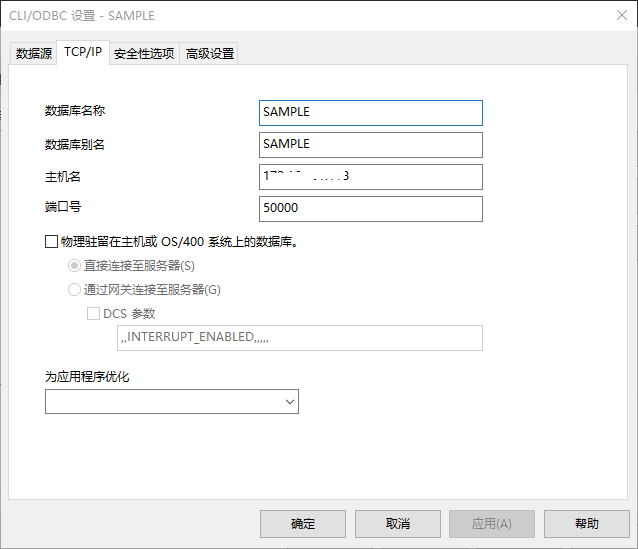 CLI/ODBC 设置 - SAMPLE
数据源 TCP/IP 安全性选项 高级设置
数据库名称 SAMPLE
数据库别名 SAMPLE
主机名
端口号 50000
物理驻留在主机或 OS/400 系统上的数据库。
直接连接至服务器(S)
通过网关连接至服务器(G)
DCS 参数
,,INTERRUPT_ENABLED,,,,,
为应用程序优化
确定 取消 应用(A) 帮助